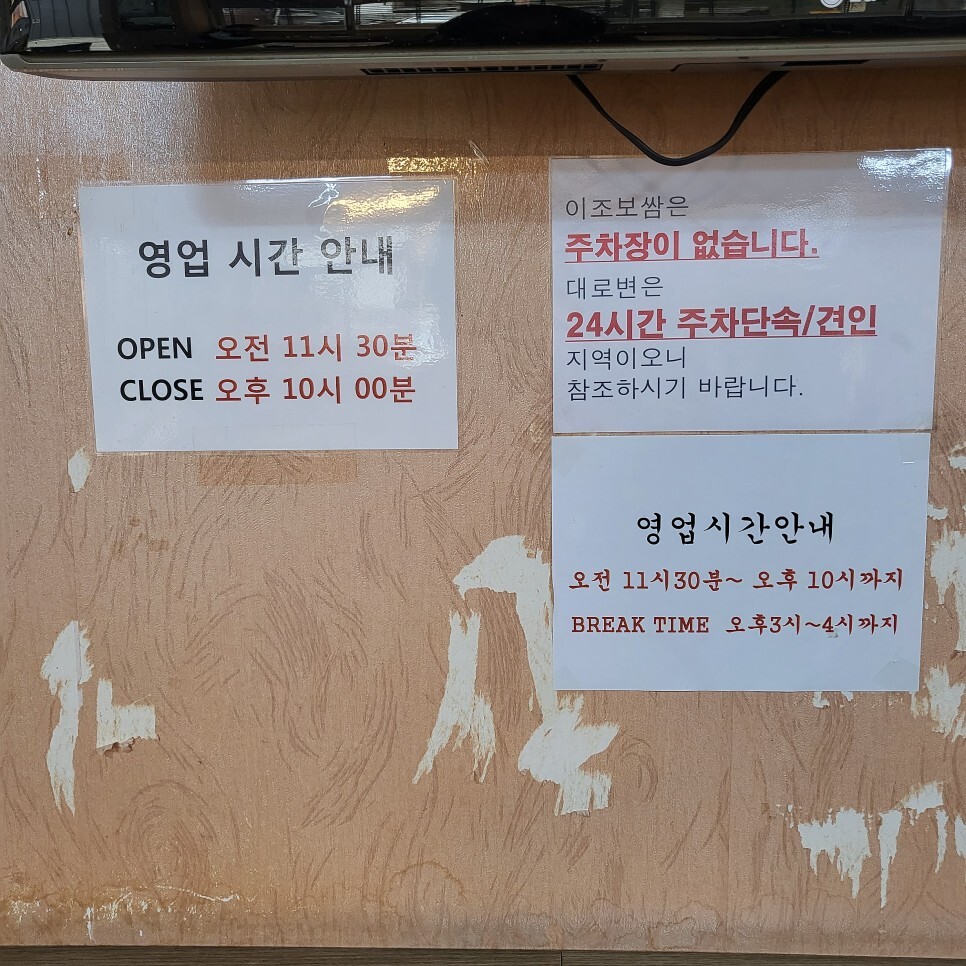 영업 시간 안내
OPEN 오전 11시 30분
CLOSE 오후 10시 00분
이조보쌈은
주차장이 없습니다.
대로변은
24시간 주차단속/견인
지역이오니
참조하시기 바랍니다.
영업시간안내
오전 11시30분~ 오후 10시까지
BREAK TIME 오후3시~4시까지